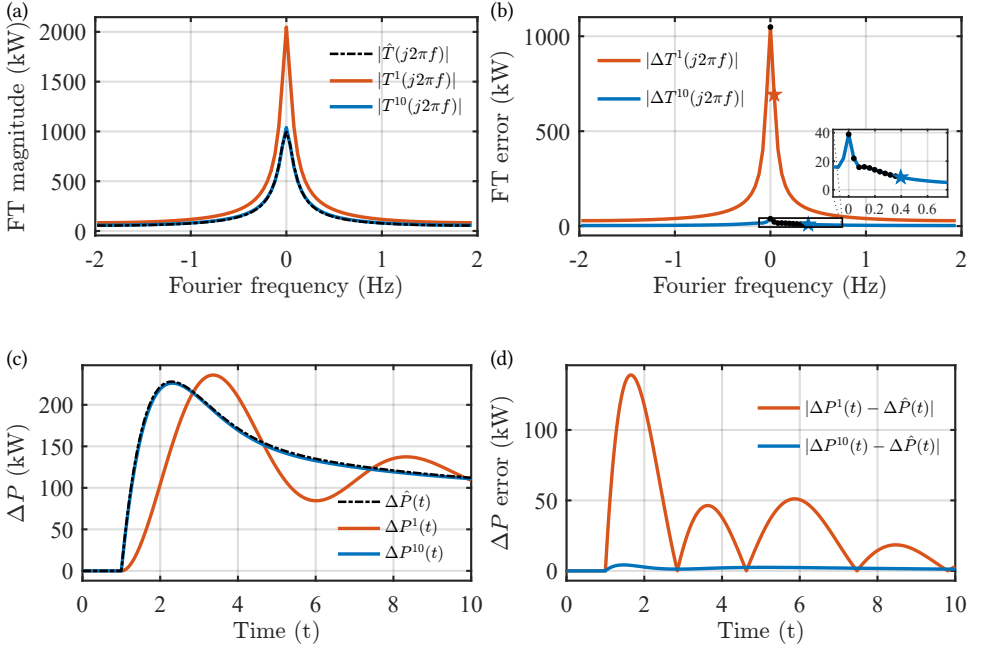 (a)
FT magnitude (kW)
2000
1500
1000
500
0
-2
-1
0
1
2
Fourier frequency (Hz)
|T̂(j2πf)|
|T¹(j2πf)|
|T¹⁰(j2πf)|
(b)
FT error (kW)
1000
500
0
-2
-1
0
1
2
Fourier frequency (Hz)
|ΔT¹(j2πf)|
|ΔT¹⁰(j2πf)|
40
20
0
0
0.2
0.4
0.6
(c)
ΔP (kW)
200
150
100
50
0
0
2
4
6
8
10
Time (t)
ΔP̂(t)
ΔP¹(t)
ΔP¹⁰(t)
(d)
ΔP error (kW)
100
50
0
0
2
4
6
8
10
Time (t)
|ΔP¹(t) − ΔP̂(t)|
|ΔP¹⁰(t) − ΔP̂(t)|